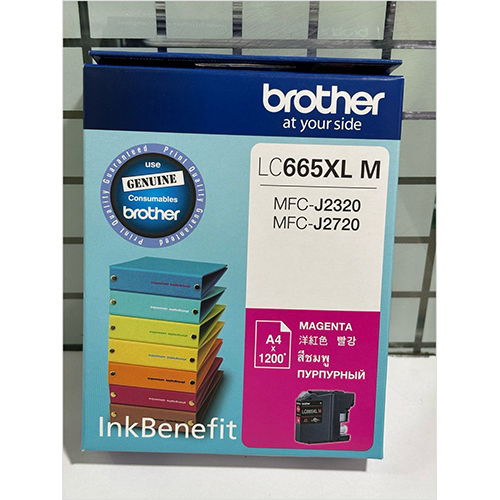 brother
at your side
LC665XL M
MFC-J2320
MFC-J2720
Print Quality Guaranteed
use
GENUINE
Consumables
brother
A4
x
1200*
MAGENTA
洋紅色 빨강
สีชมพู
ПУРПУРНЫЙ
LC665XL M
InkBenefit